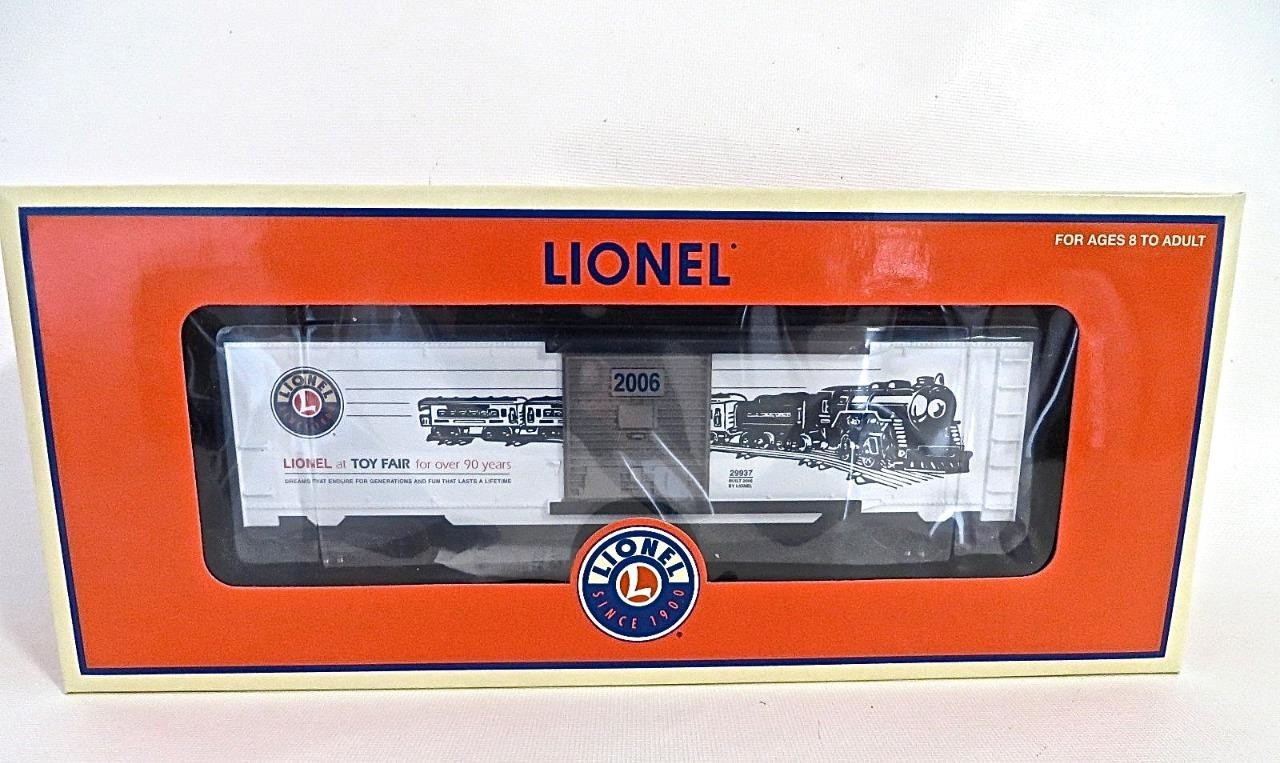 LIONEL
FOR AGES 8 TO ADULT
LIONEL
L
2006
LIONEL at TOY FAIR for over 90 years
DREAMS THAT ENDURE FOR GENERATIONS AND FUN THAT LASTS A LIFETIME
29937
BUILT 2006
BY LIONEL
LIONEL
L
SINCE 1900